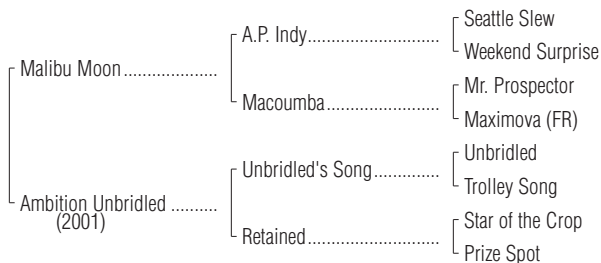 Seattle Slew
A.P. Indy
Weekend Surprise
Malibu Moon
Mr. Prospector
Macoumba
Maximova (FR)
Unbridled
Unbridled's Song
Trolley Song
Ambition Unbridled
(2001)
Star of the Crop
Retained
Prize Spot